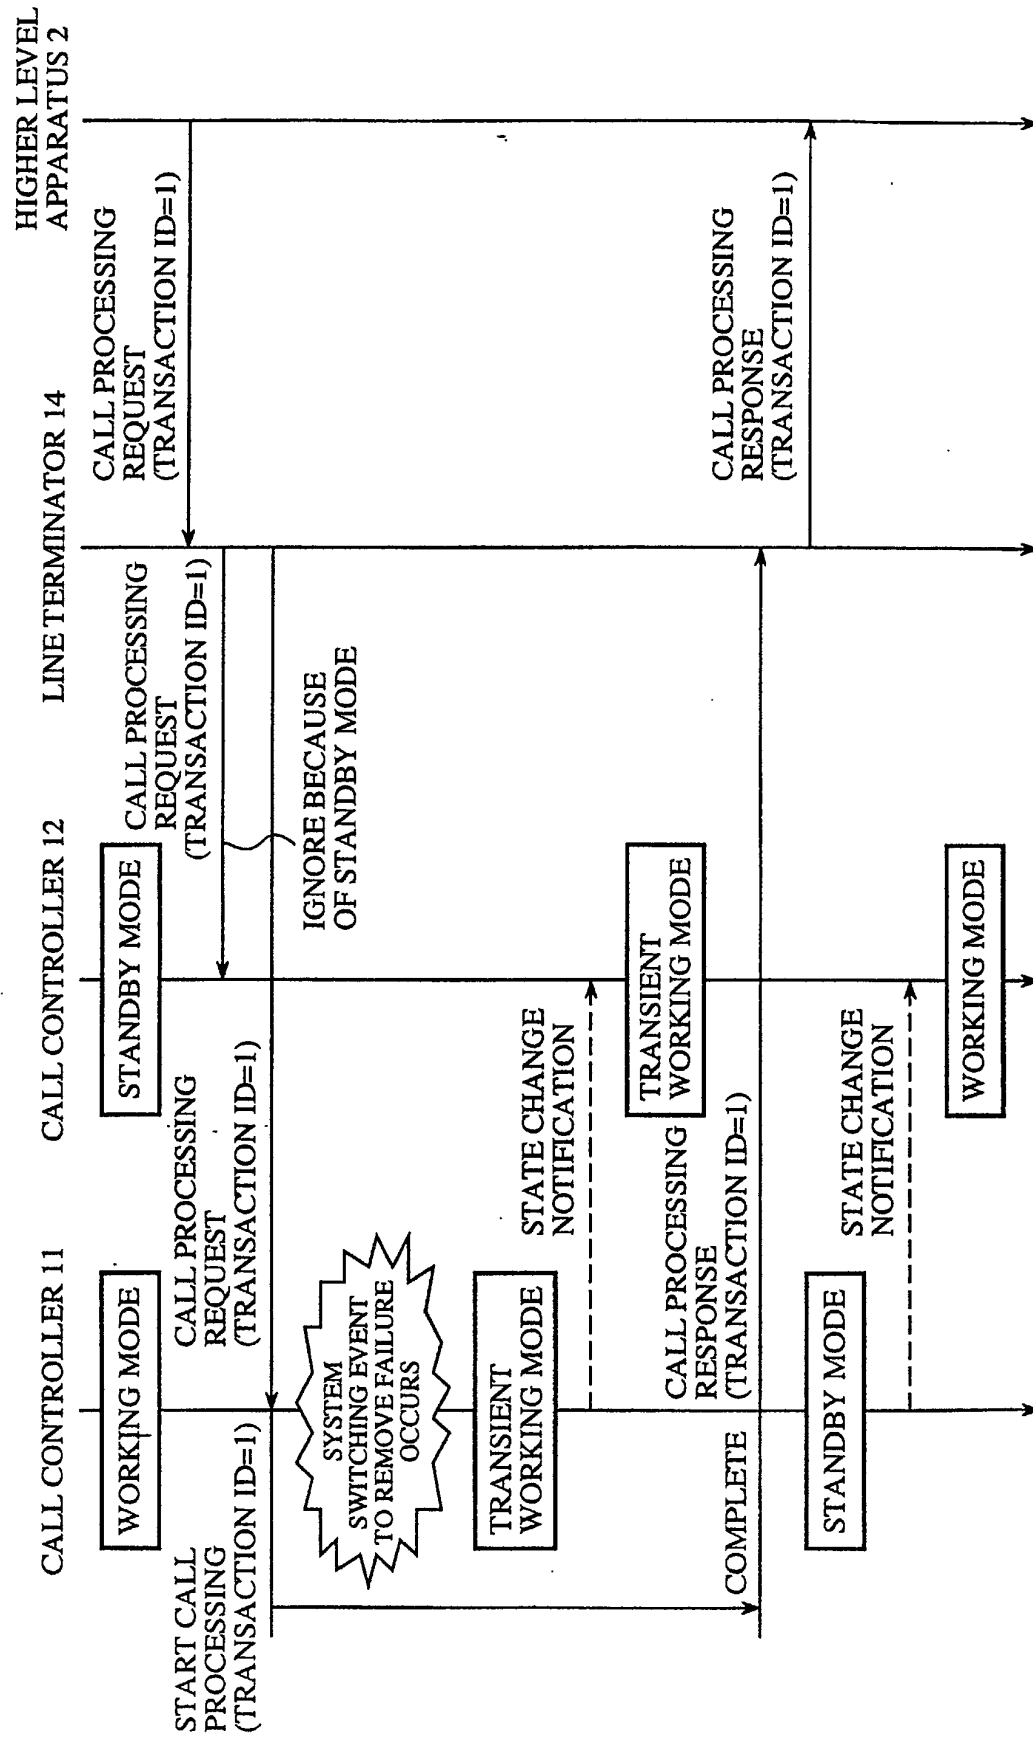 CALL CONTROLLER 11
CALL CONTROLLER 12
LINE TERMINATOR 14
HIGHER LEVEL
APPARATUS 2
WORKING MODE
STANDBY MODE
CALL PROCESSING
REQUEST
(TRANSACTION ID=1)
CALL PROCESSING
REQUEST
(TRANSACTION ID=1)
START CALL
PROCESSING
(TRANSACTION ID=1)
CALL PROCESSING
REQUEST
(TRANSACTION ID=1)
IGNORE BECAUSE
OF STANDBY MODE
SYSTEM
SWITCHING EVENT
TO REMOVE FAILURE
OCCURS
TRANSIENT
WORKING MODE
STATE CHANGE
NOTIFICATION
TRANSIENT
WORKING MODE
COMPLETE
CALL PROCESSING
RESPONSE
(TRANSACTION ID=1)
CALL PROCESSING
RESPONSE
(TRANSACTION ID=1)
STANDBY MODE
STATE CHANGE
NOTIFICATION
WORKING MODE